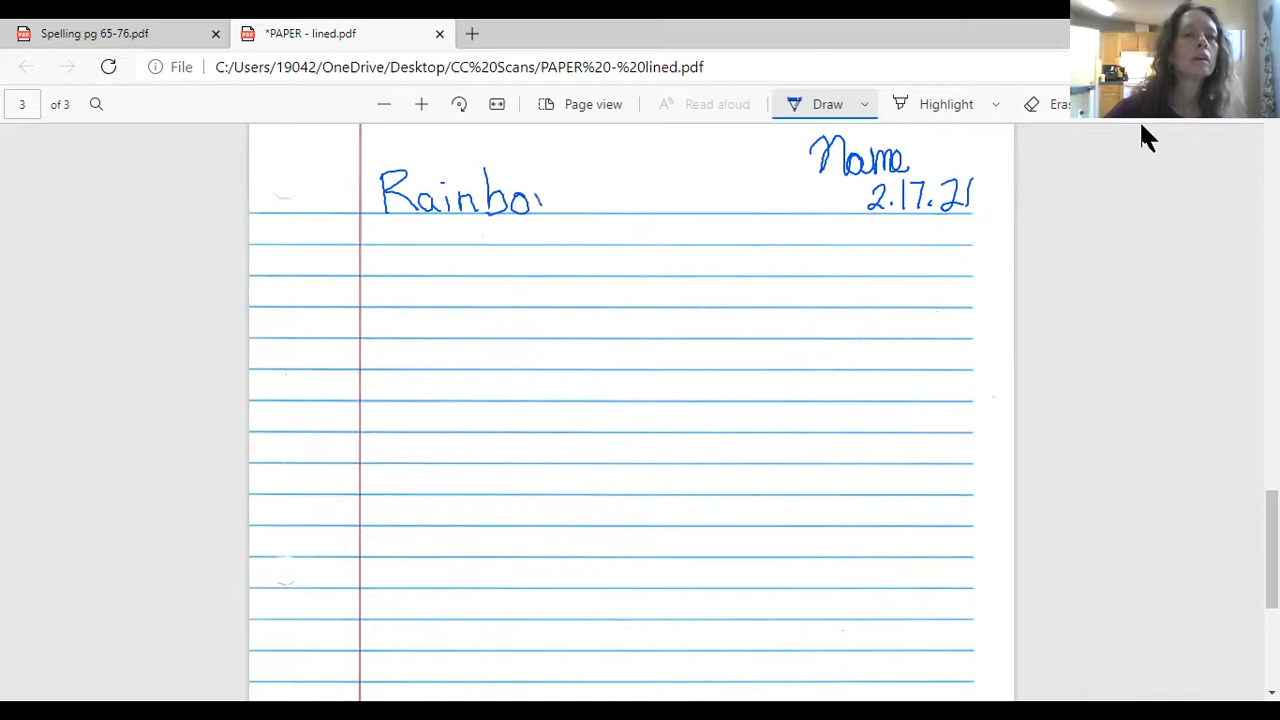 Spelling pg 65-76.pdf
*PAPER - lined.pdf
File C:/Users/19042/OneDrive/Desktop/CC%20Scans/PAPER%20-%20lined.pdf
3 of 3 Page view Read aloud Draw Highlight Eras
Name
Rainbo
2.17.21